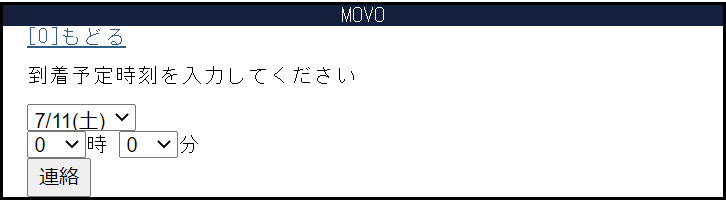 MOVO
[0]もどる
到着予定時刻を入力してください
7/11(土)
0 時 0 分
連絡